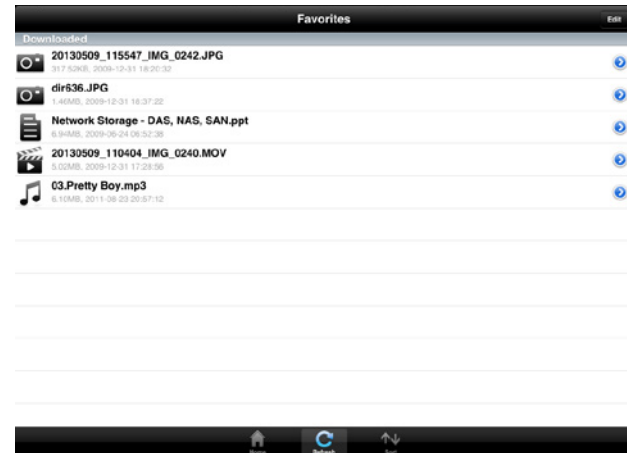 Favorites
Edit
Downloaded
20130509_115547_IMG_0242.JPG
317.52KB, 2009-12-31 18:20:32
dir636.JPG
1.46MB, 2009-12-31 16:37:22
Network Storage - DAS, NAS, SAN.ppt
6.94MB, 2009-06-24 06:52:38
20130509_110404_IMG_0240.MOV
5.02MB, 2009-12-31 17:28:56
03.Pretty Boy.mp3
6.10MB, 2011-08-23 20:57:12
Home
Refresh
Sort